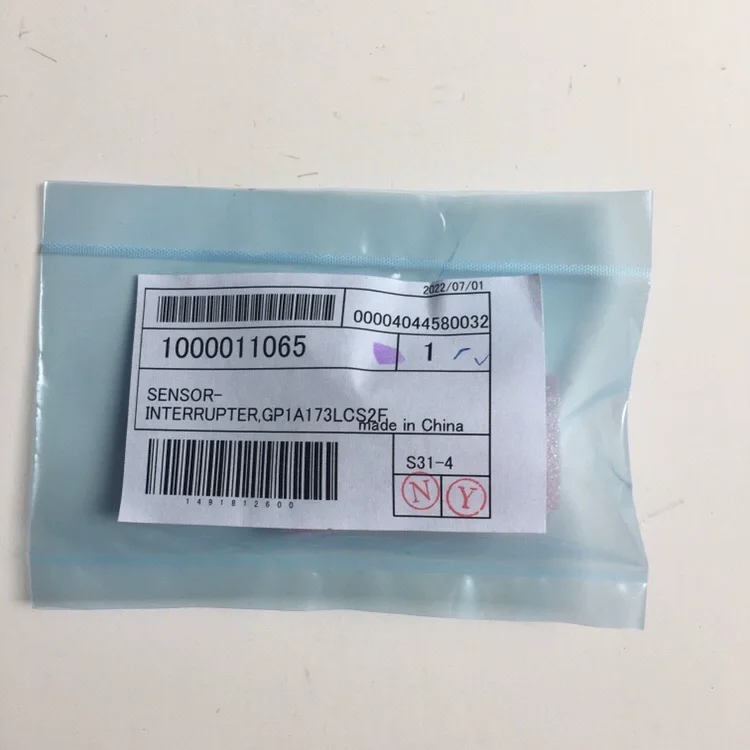 2022/07/01
00004044580032
1000011065
1
SENSOR-
INTERRUPTER,GP1A173LCS2F
made in China
S31-4
1491812600
N Y